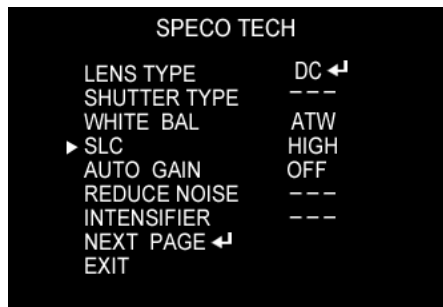 SPECO TECH
LENS TYPE DC ↵
SHUTTER TYPE ---
WHITE BAL ATW
▶ SLC HIGH
AUTO GAIN OFF
REDUCE NOISE ---
INTENSIFIER ---
NEXT PAGE ↵
EXIT